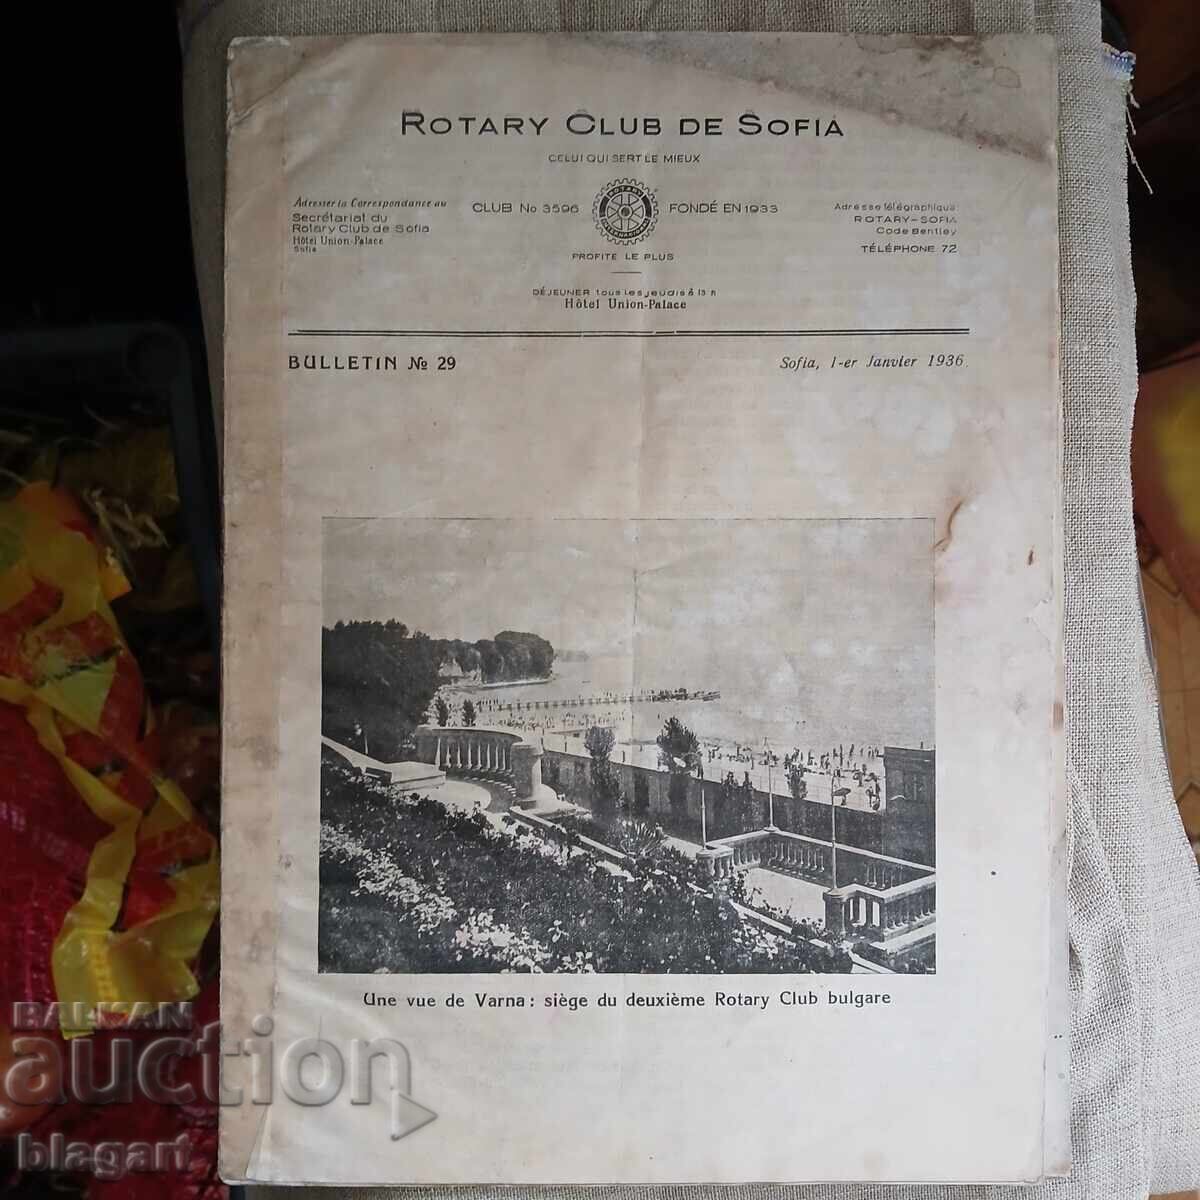 ROTARY CLUB DE SOFIA
CELUI QUI SERT LE MIEUX
Adresser la Correspondance au
Secrétariat du
Rotary Club de Sofia
Hôtel Union-Palace
Sofia
CLUB No 3596
ROTARY
INTERNATIONAL
FONDÉ EN 1933
Adresse télégraphique:
ROTARY-SOFIA
Code Bentley
TÉLÉPHONE 72
PROFITE LE PLUS
DÉJEUNER tous les jeudis à 13 h
Hôtel Union-Palace
BULLETIN № 29
Sofia, 1-er Janvier 1936.
Une vue de Varna: siège du deuxième Rotary Club bulgare
BALKAN
auction
blagart